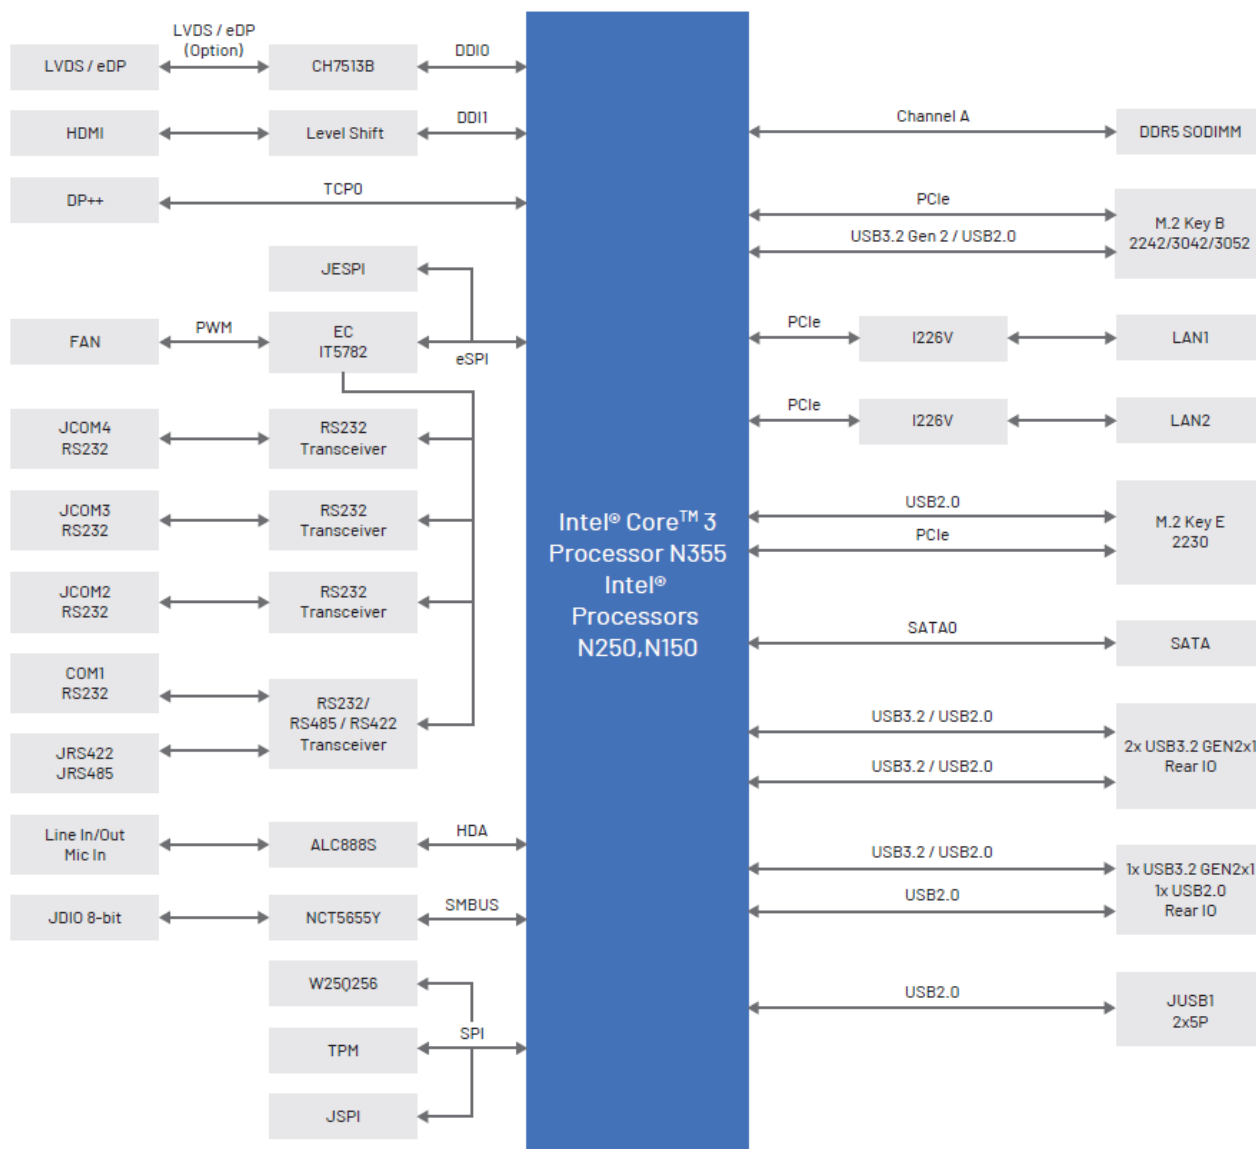 LVDS / eDP
(Option)
LVDS / eDP
CH7513B
DDI0
HDMI
Level Shift
DDI1
DP++
TCP0
JESPI
FAN
PWM
EC
IT5782
eSPI
JCOM4
RS232
RS232
Transceiver
JCOM3
RS232
RS232
Transceiver
JCOM2
RS232
RS232
Transceiver
COM1
RS232
RS232/
RS485 / RS422
Transceiver
JRS422
JRS485
Line In/Out
Mic In
ALC888S
HDA
JDIO 8-bit
NCT5655Y
SMBUS
W25Q256
TPM
SPI
JSPI
Intel® Core™ 3
Processor N355
Intel®
Processors
N250,N150
Channel A
DDR5 SODIMM
PCIe
USB3.2 Gen 2 / USB2.0
M.2 Key B
2242/3042/3052
PCIe
I226V
LAN1
PCIe
I226V
LAN2
USB2.0
PCIe
M.2 Key E
2230
SATA0
SATA
USB3.2 / USB2.0
USB3.2 / USB2.0
2x USB3.2 GEN2x1
Rear IO
USB3.2 / USB2.0
USB2.0
1x USB3.2 GEN2x1
1x USB2.0
Rear IO
USB2.0
JUSB1
2x5P